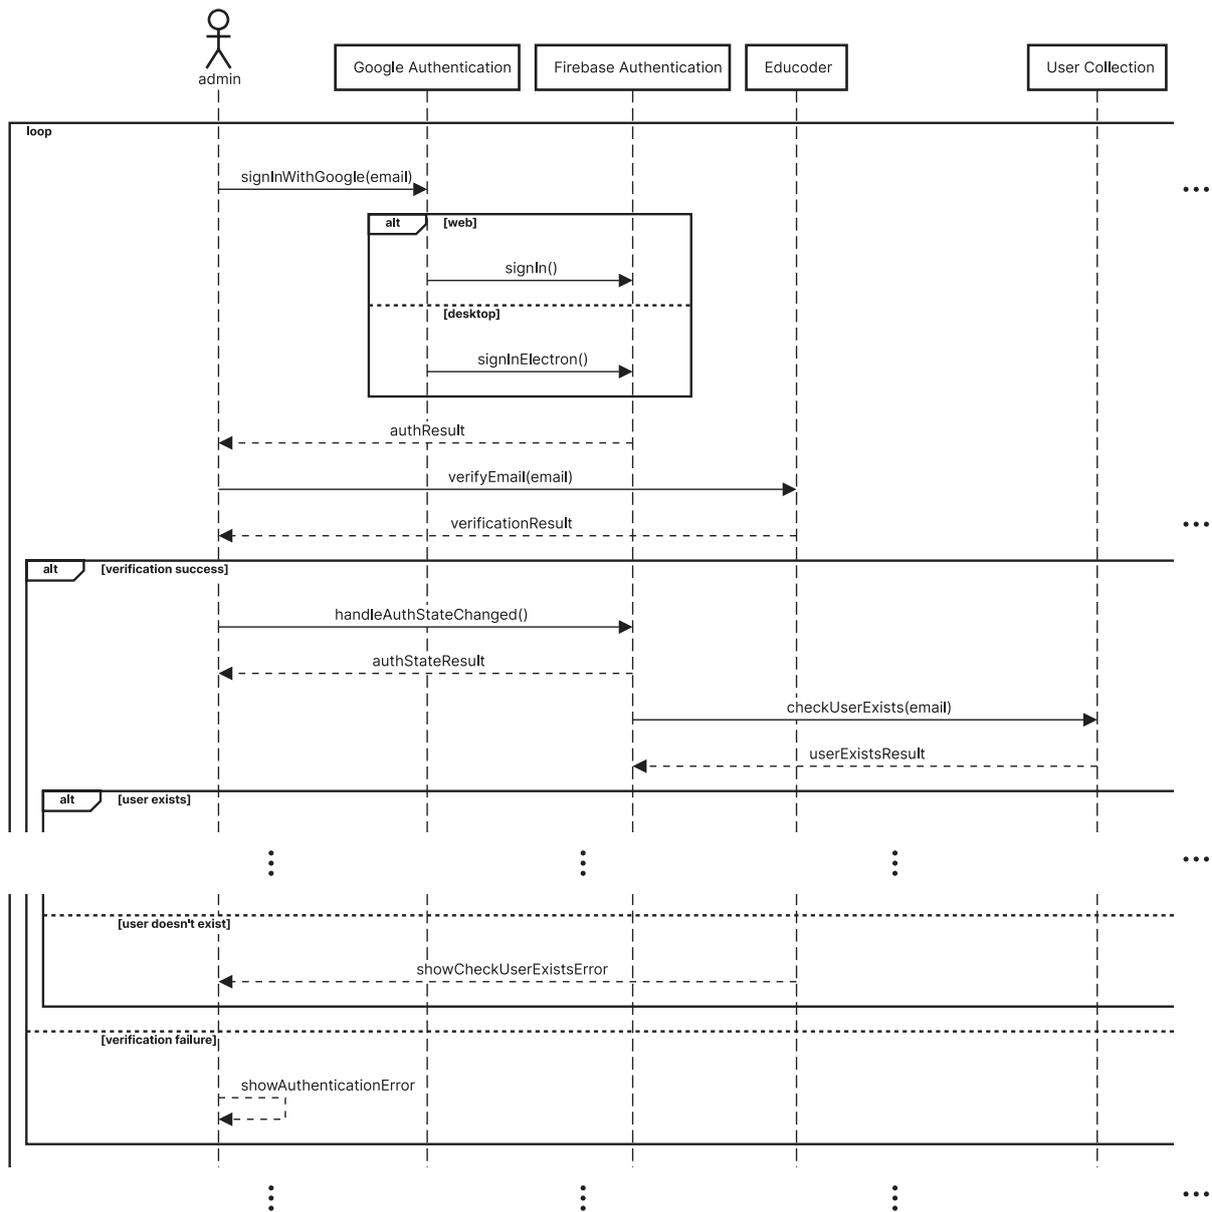 admin
Google Authentication
Firebase Authentication
Educoder
User Collection
loop
signInWithGoogle(email)
alt
[web]
signIn()
[desktop]
signInElectron()
authResult
verifyEmail(email)
verificationResult
alt
[verification success]
handleAuthStateChanged()
authStateResult
checkUserExists(email)
userExistsResult
alt
[user exists]
[user doesn't exist]
showCheckUserExistsError
[verification failure]
showAuthenticationError